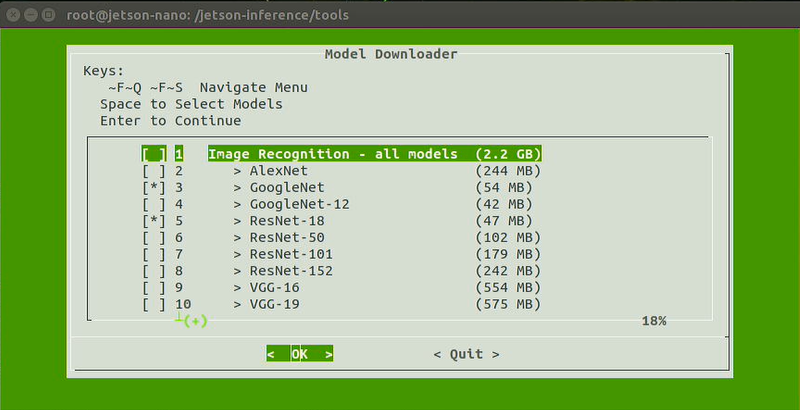 root@jetson-nano: /jetson-inference/tools
Model Downloader
Keys:
~F~Q ~F~S  Navigate Menu
Space to Select Models
Enter to Continue
[ ] 1 Image Recognition - all models (2.2 GB)
[ ] 2 > AlexNet (244 MB)
[*] 3 > GoogleNet (54 MB)
[ ] 4 > GoogleNet-12 (42 MB)
[*] 5 > ResNet-18 (47 MB)
[ ] 6 > ResNet-50 (102 MB)
[ ] 7 > ResNet-101 (179 MB)
[ ] 8 > ResNet-152 (242 MB)
[ ] 9 > VGG-16 (554 MB)
[ ] 10 > VGG-19 (575 MB)
(+) 18%
< OK > < Quit >